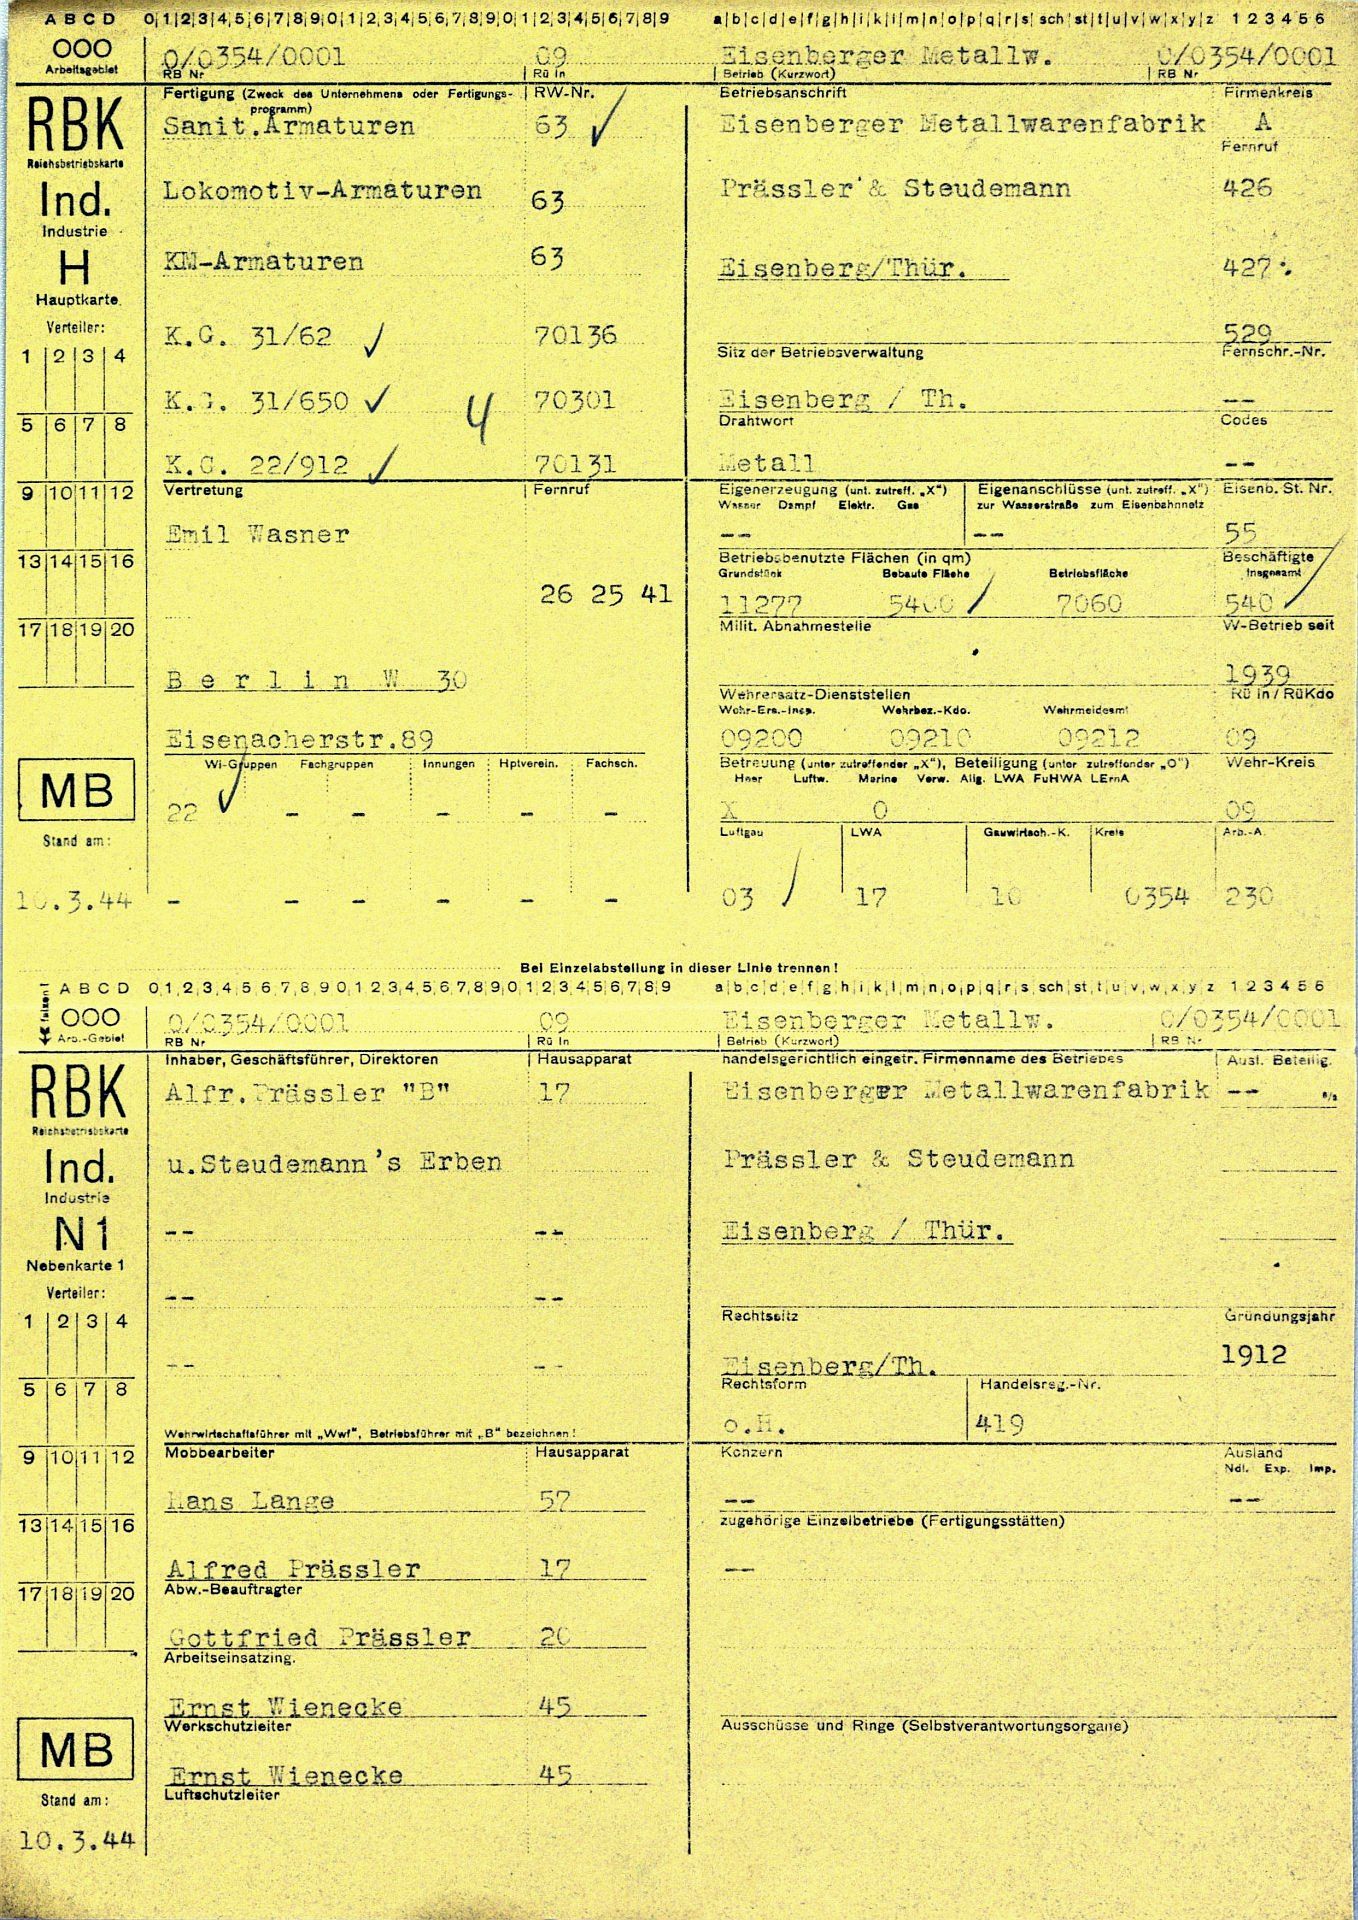 A B C D 0|1|2|3|4|5|6|7|8|9|0|1|2|3|4|5|6|7|8|9|0|1|2|3|4|5|6|7|8|9 a|b|c|d|e|f|g|h|i|k|l|m|n|o|p|q|r|s|sch|st|t|u|v|w|x|y|z 1 2 3 4 5 6
OOO 0/0354/0001 09 Eisenberger Metallw. 0/0354/0001
Arbeitsgebiet RB Nr Rü In Betrieb (Kurzwort) RB Nr
RBK
Reichsbetriebskarte
Ind.
Industrie
H
Hauptkarte
Verteiler:
1 2 3 4
5 6 7 8
9 10 11 12
13 14 15 16
17 18 19 20
MB
Stand am:
10.3.44
Fertigung (Zweck des Unternehmens oder Fertigungs- RW-Nr.
programm)
Sanit.Armaturen 63
Lokomotiv-Armaturen 63
KM-Armaturen 63
K.G. 31/62 70136
K.G. 31/650 4 70301
K.G. 22/912 70131
Vertretung Fernruf
Emil Wasner
26 25 41
Berlin W 30
Eisenacherstr.89
Wi-Gruppen Fachgruppen Innungen Hptverein. Fachsch.
22 - - - - -
- - - - - -
Betriebsanschrift Firmenkreis
Eisenberger Metallwarenfabrik A
Fernruf
Prässler & Steudemann 426
Eisenberg/Thür. 427
529
Sitz der Betriebsverwaltung Fernschr.-Nr.
Eisenberg / Th. --
Drahtwort Codes
Metall --
Eigenerzeugung (unt. zutreff. „X") Eigenanschlüsse (unt. zutreff. „X") Eisenb. St. Nr.
Wasser Dampf Elektr. Gas zur Wasserstraße zum Eisenbahnnetz
-- -- 55
Betriebsbenutzte Flächen (in qm) Beschäftigte
Grundstück Bebaute Fläche Betriebsfläche insgesamt
11277 5400 7060 540
Milit. Abnahmestelle W-Betrieb seit
1939
Wehrersatz-Dienststellen Rü In / RüKdo
Wehr-Ers.-Insp. Wehrbez.-Kdo. Wehrmeldeamt
09200 09210 09212 09
Betreuung (unter zutreffender „X"), Beteiligung (unter zutreffender „O") Wehr-Kreis
Heer Luftw. Marine Verw. Allg. LWA FuHWA LErnA
X O 09
Luftgau LWA Gauwirtsch.-K. Kreis Arb.-A.
03 17 10 0354 230
Bei Einzelabstellung in dieser Linie trennen!
falzen!
A B C D 0|1|2|3|4|5|6|7|8|9|0|1|2|3|4|5|6|7|8|9|0|1|2|3|4|5|6|7|8|9 a|b|c|d|e|f|g|h|i|k|l|m|n|o|p|q|r|s|sch|st|t|u|v|w|x|y|z 1 2 3 4 5 6
OOO 0/0354/0001 09 Eisenberger Metallw. 0/0354/0001
Arb.-Gebiet RB Nr Rü In Betrieb (Kurzwort) RB Nr
RBK
Reichsbetriebskarte
Ind.
Industrie
N1
Nebenkarte 1
Verteiler:
1 2 3 4
5 6 7 8
9 10 11 12
13 14 15 16
17 18 19 20
MB
Stand am:
10.3.44
Inhaber, Geschäftsführer, Direktoren Hausapparat
Alfr.Prässler "B" 17
u.Steudemann's Erben
-- --
-- --
-- --
Wehrwirtschaftsführer mit „Wwf", Betriebsführer mit „B" bezeichnen!
Mobbearbeiter Hausapparat
Hans Lange 57
Alfred Prässler 17
Abw.-Beauftragter
Gottfried Prässler 20
Arbeitseinsatzing.
Ernst Wienecke 45
Werkschutzleiter
Ernst Wienecke 45
Luftschutzleiter
handelsgerichtlich eingetr. Firmenname des Betriebes Ausl. Beteilig.
Eisenberger Metallwarenfabrik --
Prässler & Steudemann
Eisenberg / Thür.
Rechtssitz Gründungsjahr
Eisenberg/Th. 1912
Rechtsform Handelsreg.-Nr.
o.H. 419
Konzern Ausland
Ndl. Exp. Imp.
-- --
zugehörige Einzelbetriebe (Fertigungsstätten)
--
Ausschüsse und Ringe (Selbstverantwortungsorgane)